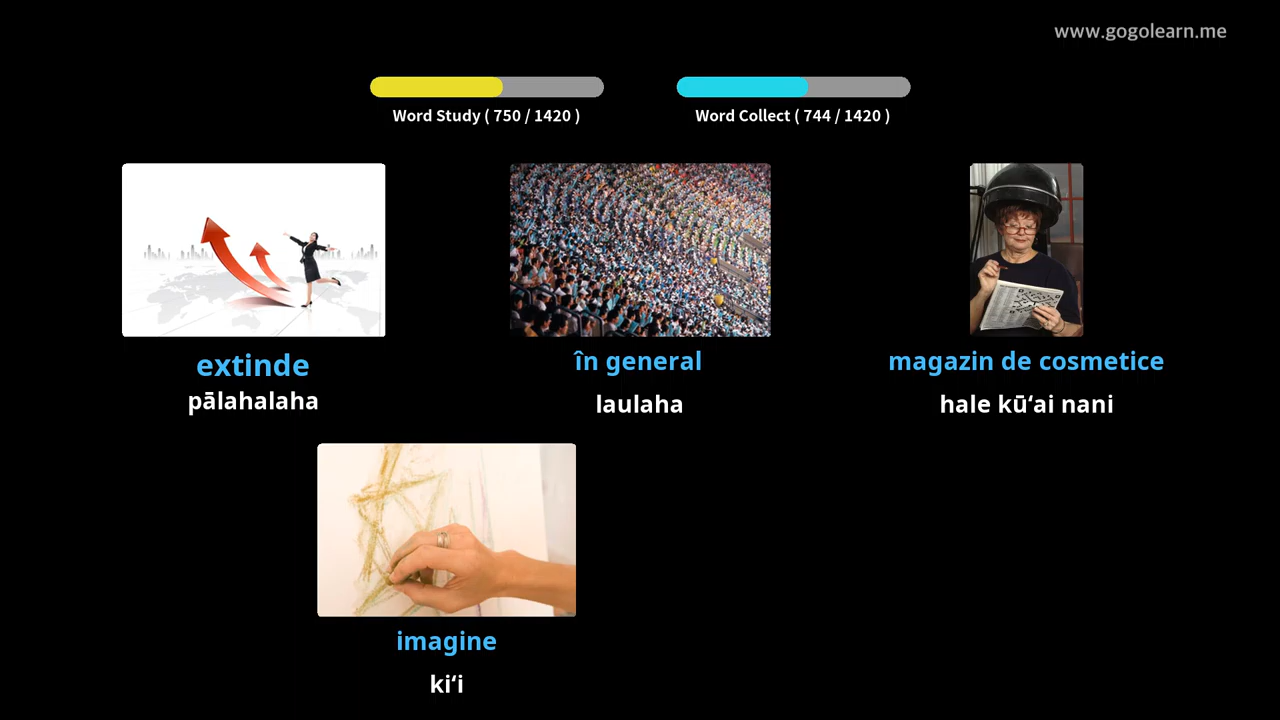 www.gogolearn.me
Word Study ( 750 / 1420 )
Word Collect ( 744 / 1420 )
extinde
pālahalaha
în general
laulaha
magazin de cosmetice
hale kūʻai nani
imagine
kiʻi